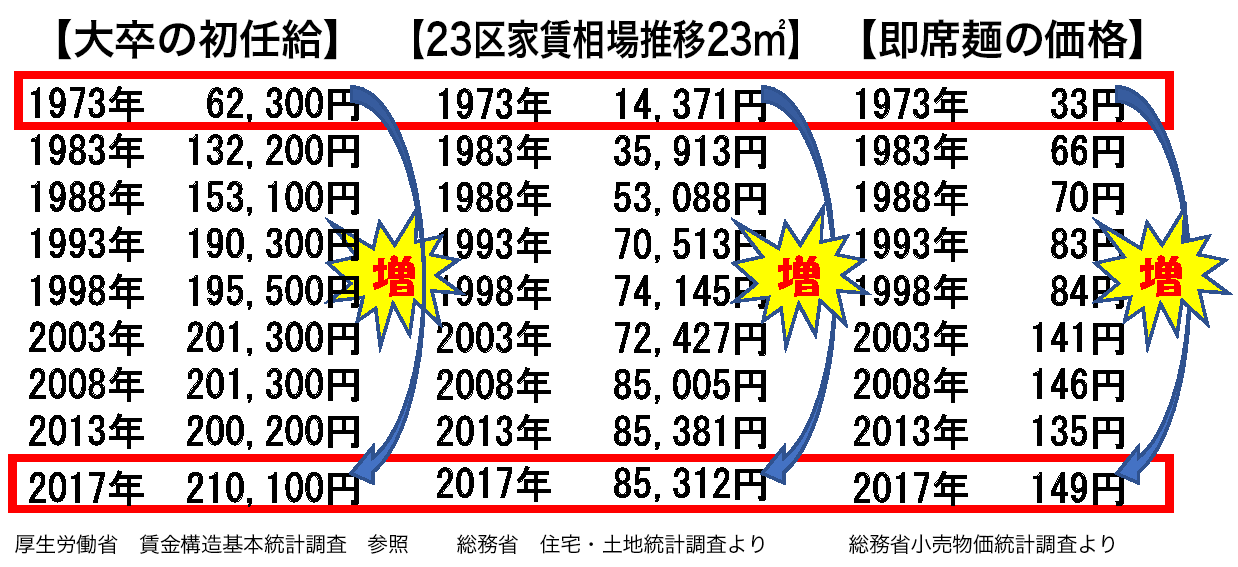 【大卒の初任給】
1973年 62,300円
1983年 132,200円
1988年 153,100円
1993年 190,300円
1998年 195,500円
2003年 201,300円
2008年 201,300円
2013年 200,200円
2017年 210,100円
増
厚生労働省 賃金構造基本統計調査 参照
【23区家賃相場推移23㎡】
1973年 14,371円
1983年 35,913円
1988年 53,088円
1993年 70,513円
1998年 74,145円
2003年 72,427円
2008年 85,005円
2013年 85,381円
2017年 85,312円
増
総務省 住宅・土地統計調査より
【即席麺の価格】
1973年 33円
1983年 66円
1988年 70円
1993年 83円
1998年 84円
2003年 141円
2008年 146円
2013年 135円
2017年 149円
増
総務省小売物価統計調査より